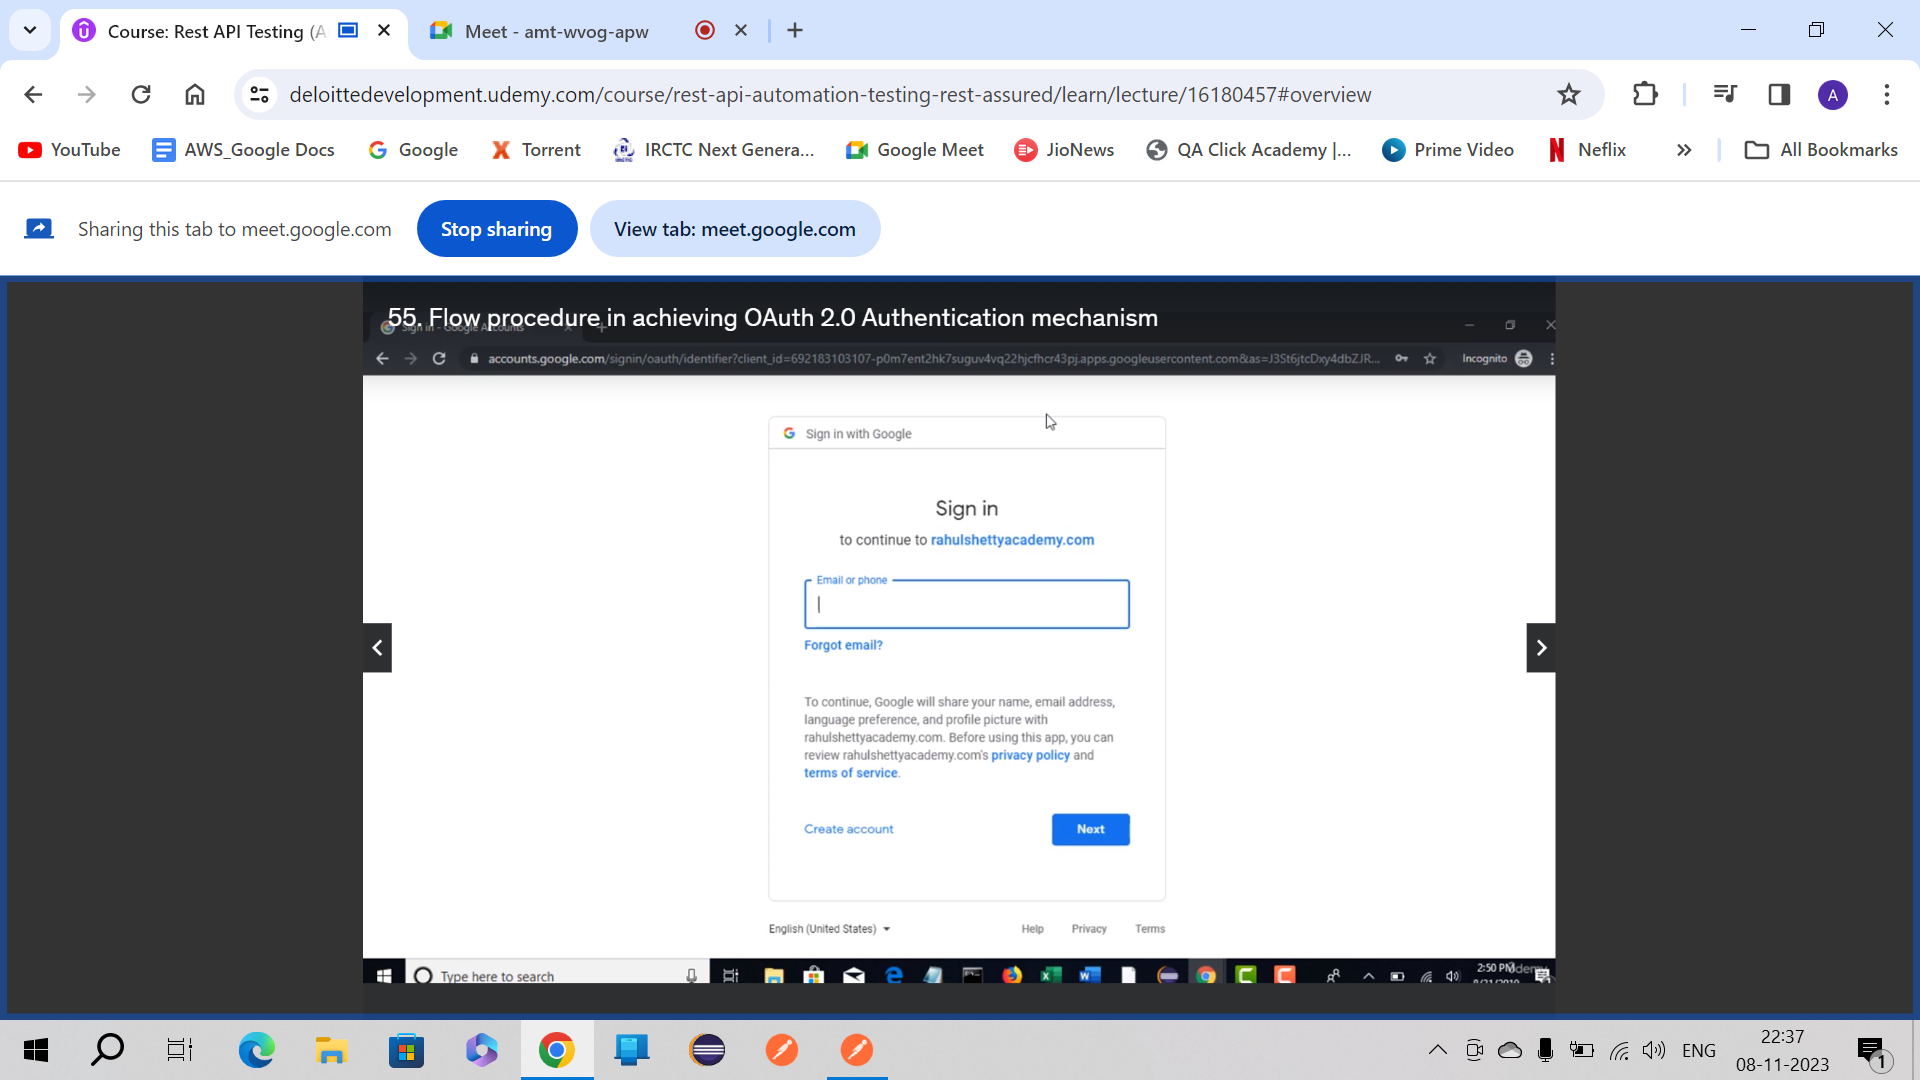 Course: Rest API Testing (A
Meet - amt-wvog-apw
deloittedevelopment.udemy.com/course/rest-api-automation-testing-rest-assured/learn/lecture/16180457#overview
A
YouTube
AWS_Google Docs
Google
Torrent
IRCTC Next Genera...
Google Meet
JioNews
QA Click Academy |...
Prime Video
Neflix
All Bookmarks
Sharing this tab to meet.google.com
Stop sharing
View tab: meet.google.com
55. Flow procedure in achieving OAuth 2.0 Authentication mechanism
Sign in - Google Accounts
accounts.google.com/signin/oauth/identifier?client_id=692183103107-p0m7ent2hk7suguv4vq22hjcfhcr43pj.apps.googleusercontent.com&as=J3St6jtcDxy4dbZJR...
Incognito
Sign in with Google
Sign in
to continue to rahulshettyacademy.com
Email or phone
Forgot email?
To continue, Google will share your name, email address,
language preference, and profile picture with
rahulshettyacademy.com. Before using this app, you can
review rahulshettyacademy.com's privacy policy and
terms of service.
Create account
Next
English (United States)
Help
Privacy
Terms
Type here to search
2:50 PM
ENG
22:37
08-11-2023
1